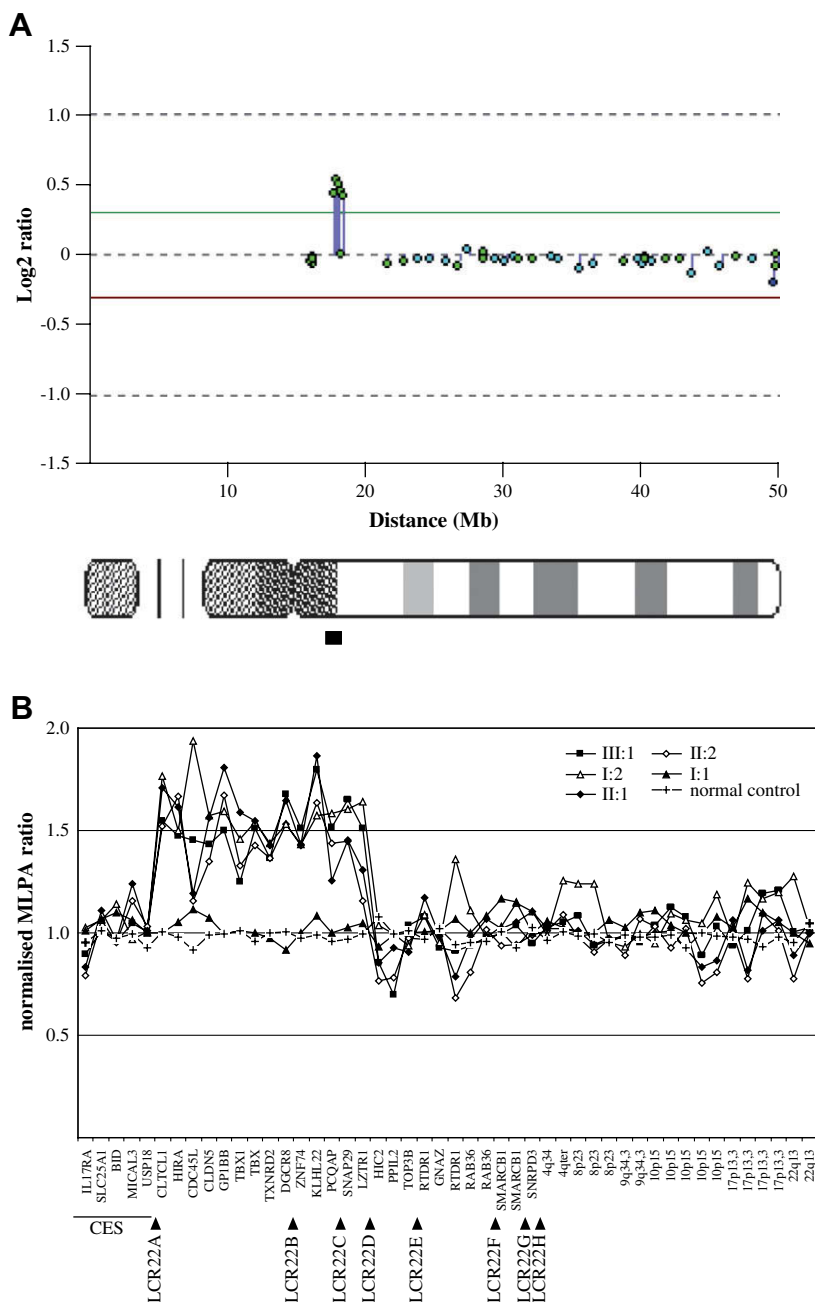 A
1.5
1.0
0.5
0
-0.5
-1.0
-1.5
Log2 ratio
10 20 30 40 50
Distance (Mb)
B
2.0
1.5
1.0
0.5
normalised MLPA ratio
III:1 II:2
I:2 I:1
II:1 normal control
IL17RA
SLC25A1
BID
MICAL3
USP18
CLTCL1
HIRA
CDC45L
CLDN5
GP1BB
TBX1
TBX
TXNRD2
DGCR8
ZNF74
KLHL22
PCQAP
SNAP29
LZTR1
HIC2
PPIL2
TOP3B
RTDR1
GNAZ
RTDR1
RAB36
RAB36
SMARCB1
SMARCB1
SNRPD3
4q34
4qter
8p23
8p23
8p23
9q34,3
9q34,3
10p15
10p15
10p15
10p15
10p15
17p13,3
17p13,3
17p13,3
17p13,3
22q13
22q13
CES
LCR22A
LCR22B
LCR22C
LCR22D
LCR22E
LCR22F
LCR22G
LCR22H